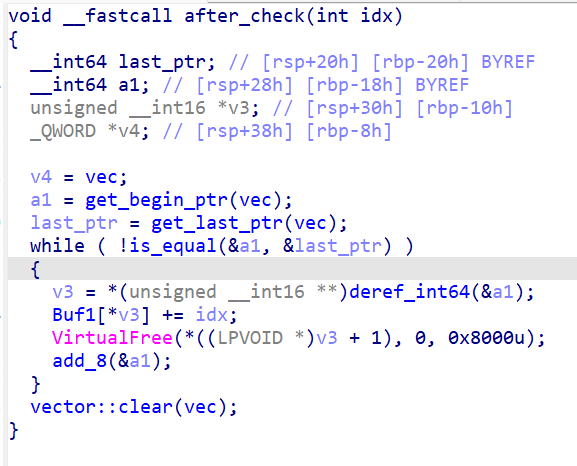 void __fastcall after_check(int idx)
{
  __int64 last_ptr; // [rsp+20h] [rbp-20h] BYREF
  __int64 a1; // [rsp+28h] [rbp-18h] BYREF
  unsigned __int16 *v3; // [rsp+30h] [rbp-10h]
  _QWORD *v4; // [rsp+38h] [rbp-8h]

  v4 = vec;
  a1 = get_begin_ptr(vec);
  last_ptr = get_last_ptr(vec);
  while ( !is_equal(&a1, &last_ptr) )
  {
    v3 = *(unsigned __int16 **)deref_int64(&a1);
    Buf1[*v3] += idx;
    VirtualFree(*((LPVOID *)v3 + 1), 0, 0x8000u);
    add_8(&a1);
  }
  vector::clear(vec);
}